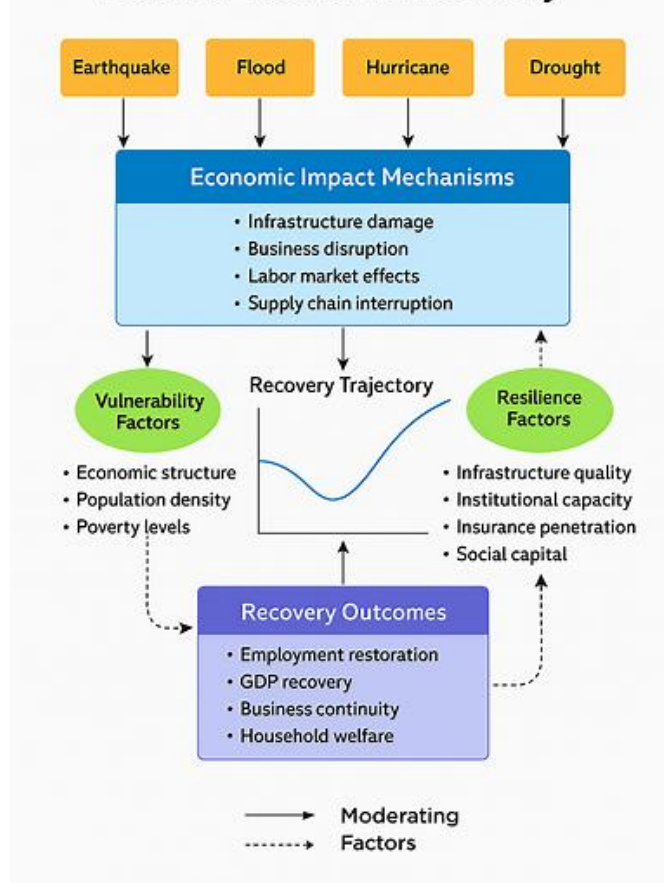 Earthquake
Flood
Hurricane
Drought
Economic Impact Mechanisms
• Infrastructure damage
• Business disruption
• Labor market effects
• Supply chain interruption
Vulnerability
Factors
• Economic structure
• Population density
• Poverty levels
Recovery Trajectory
Resilience
Factors
• Infrastructure quality
• Institutional capacity
• Insurance penetration
• Social capital
Recovery Outcomes
• Employment restoration
• GDP recovery
• Business continuity
• Household welfare
Moderating
Factors